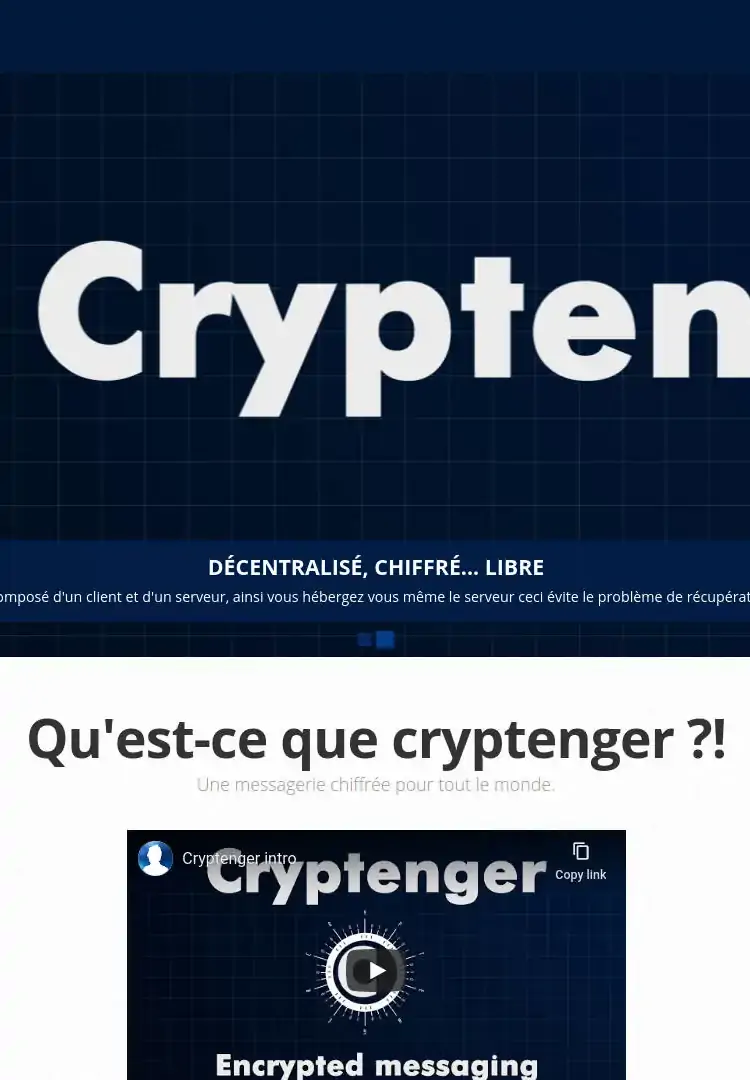 Crypten
DÉCENTRALISÉ, CHIFFRÉ... LIBRE
omposé d'un client et d'un serveur, ainsi vous hébergez vous même le serveur ceci évite le problème de récupérat
Qu'est-ce que cryptenger ?!
Une messagerie chiffrée pour tout le monde.
Cryptenger intro
Cryptenger
Copy link
C
Encrypted messaging